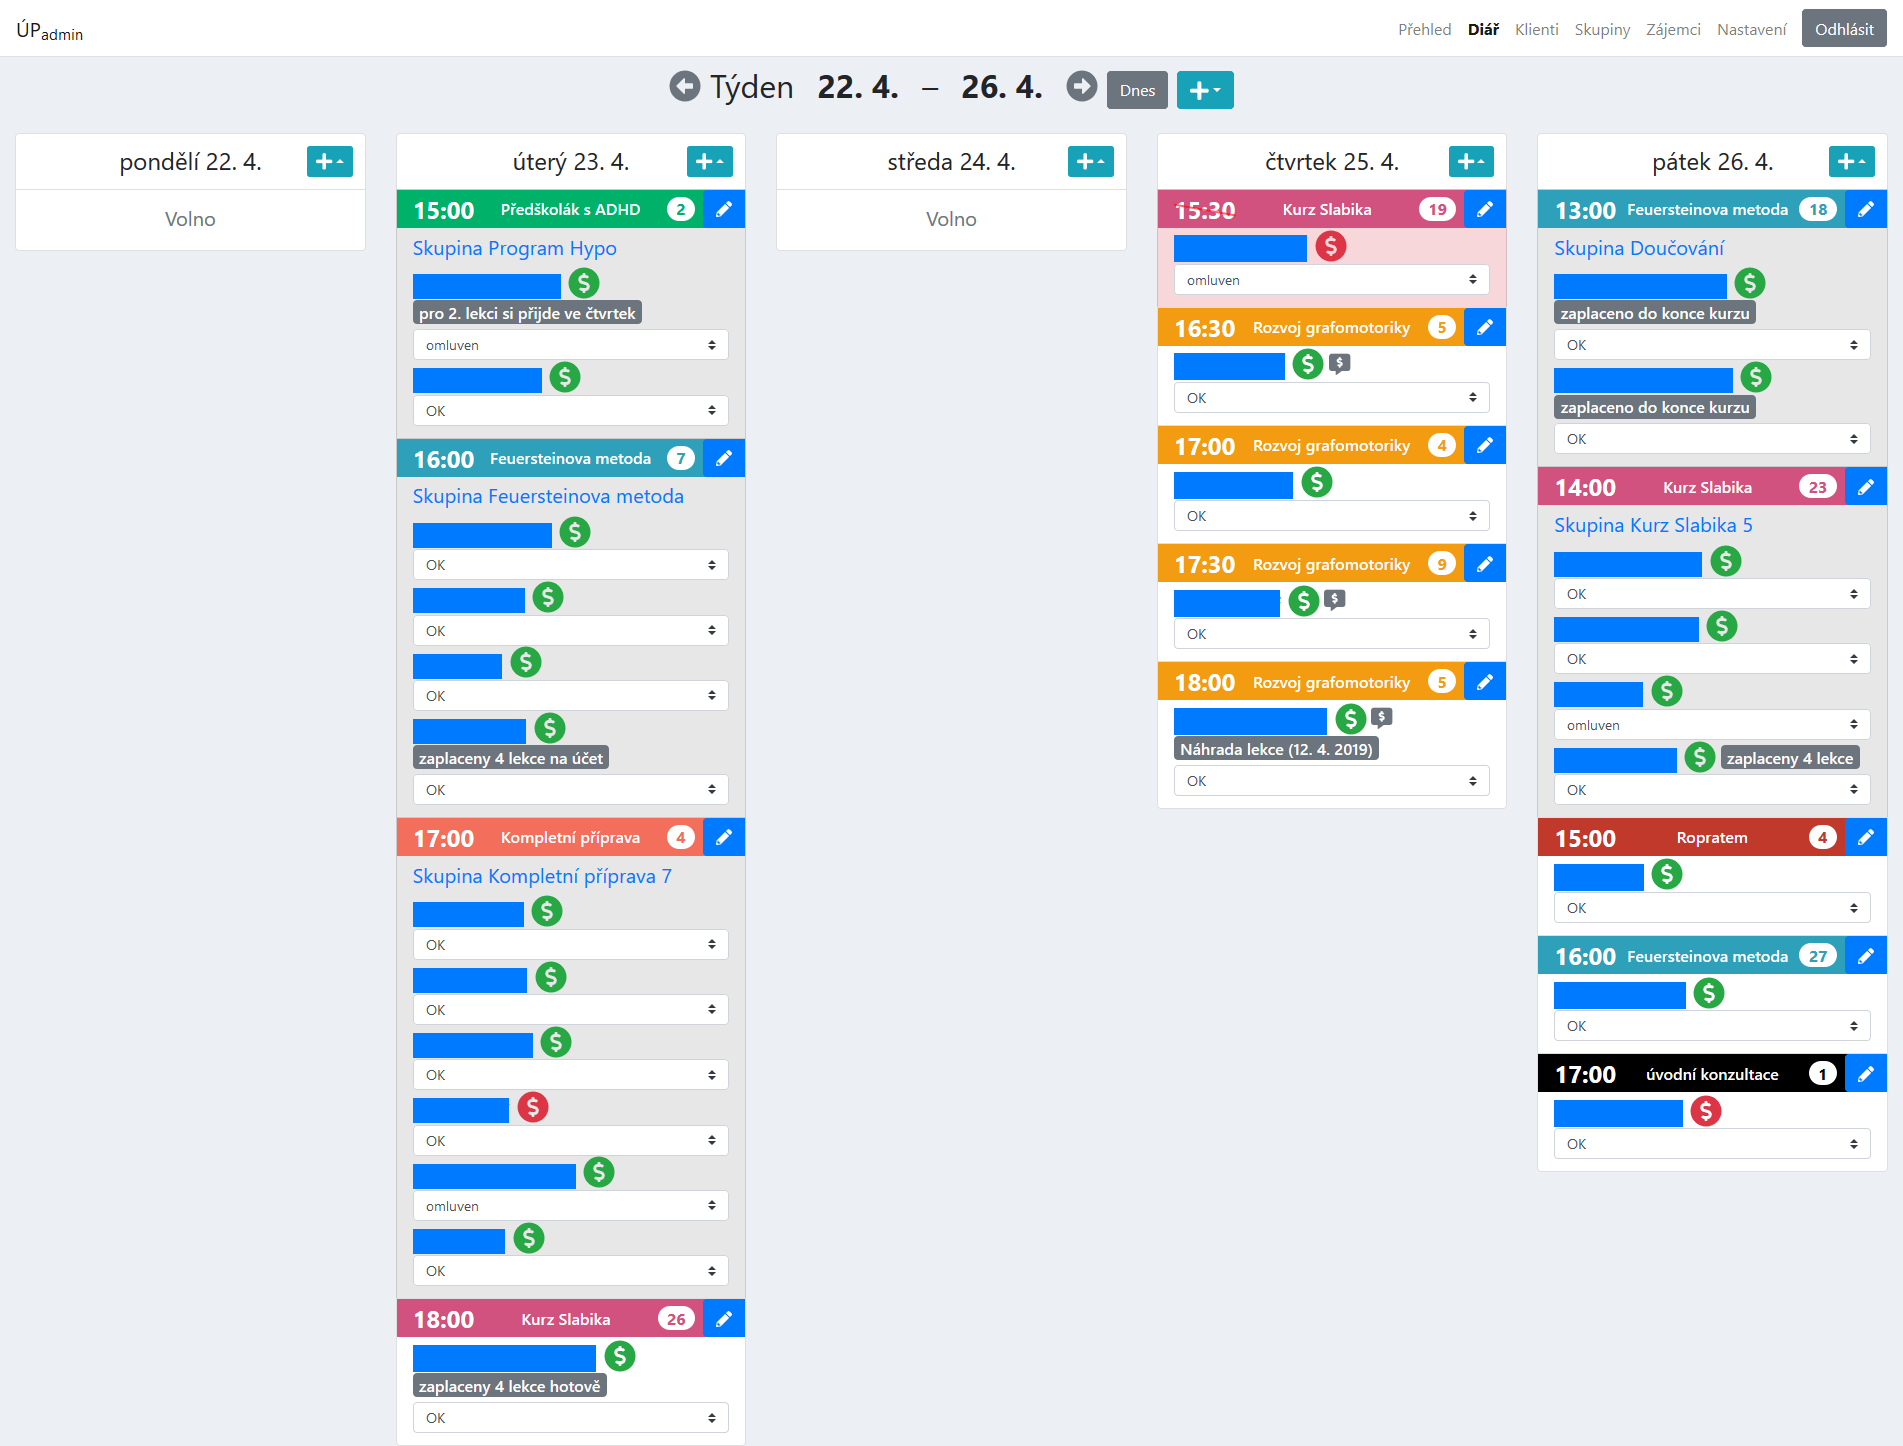 ÚPadmin
Přehled Diář Klienti Skupiny Zájemci Nastavení Odhlásit
Týden 22. 4. – 26. 4. Dnes
pondělí 22. 4.
Volno
úterý 23. 4.
15:00 Předškolák s ADHD 2
Skupina Program Hypo
pro 2. lekci si přijde ve čtvrtek
omluven
OK
16:00 Feuersteinova metoda 7
Skupina Feuersteinova metoda
OK
OK
OK
zaplaceny 4 lekce na účet
OK
17:00 Kompletní příprava 4
Skupina Kompletní příprava 7
OK
OK
OK
OK
omluven
OK
18:00 Kurz Slabika 26
zaplaceny 4 lekce hotově
OK
středa 24. 4.
Volno
čtvrtek 25. 4.
15:30 Kurz Slabika 19
omluven
16:30 Rozvoj grafomotoriky 5
OK
17:00 Rozvoj grafomotoriky 4
OK
17:30 Rozvoj grafomotoriky 9
OK
18:00 Rozvoj grafomotoriky 5
Náhrada lekce (12. 4. 2019)
OK
pátek 26. 4.
13:00 Feuersteinova metoda 18
Skupina Doučování
zaplaceno do konce kurzu
OK
zaplaceno do konce kurzu
OK
14:00 Kurz Slabika 23
Skupina Kurz Slabika 5
OK
OK
omluven
zaplaceny 4 lekce
OK
15:00 Ropratem 4
OK
16:00 Feuersteinova metoda 27
OK
17:00 úvodní konzultace 1
OK